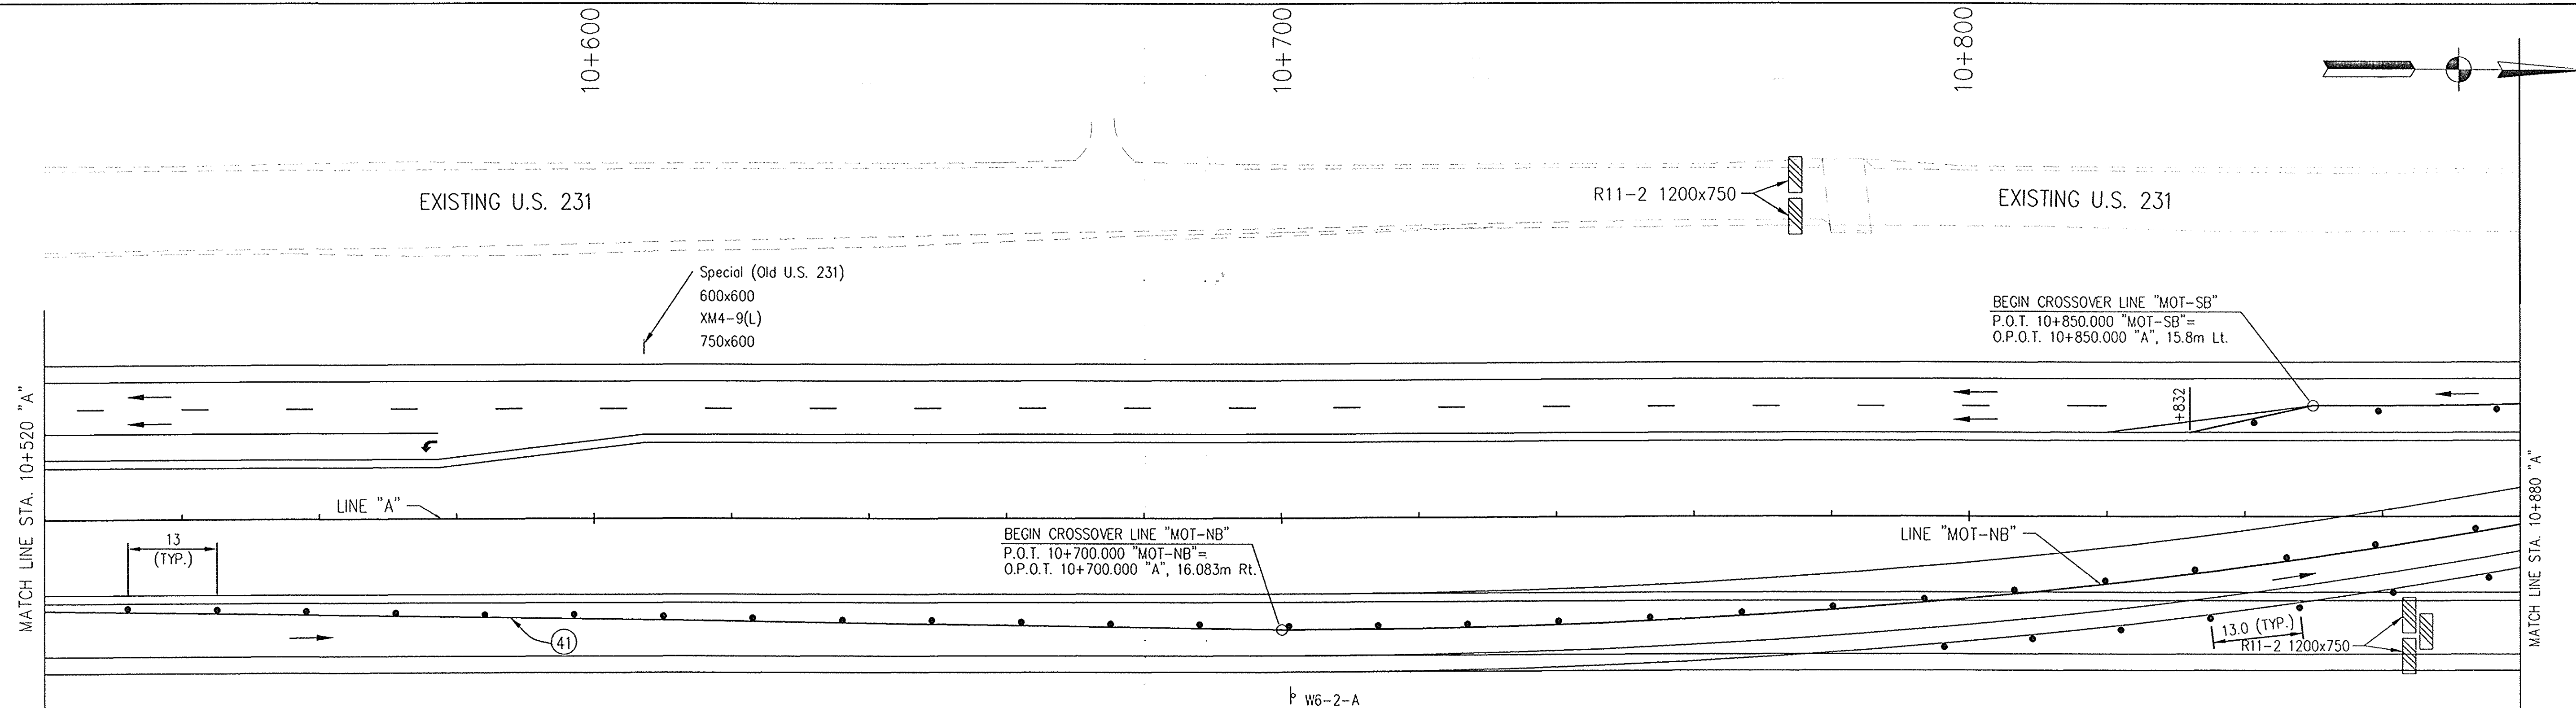 10+600
10+700
10+800
EXISTING U.S. 231
R11-2 1200x750
EXISTING U.S. 231
Special (Old U.S. 231)
600x600
XM4-9(L)
750x600
BEGIN CROSSOVER LINE "MOT-SB"
P.O.T. 10+850.000 "MOT-SB"=
O.P.O.T. 10+850.000 "A", 15.8m Lt.
+832
MATCH LINE STA. 10+520 "A"
LINE "A"
13
(TYP.)
BEGIN CROSSOVER LINE "MOT-NB"
P.O.T. 10+700.000 "MOT-NB"=
O.P.O.T. 10+700.000 "A", 16.083m Rt.
LINE "MOT-NB"
MATCH LINE STA. 10+880 "A"
41
13.0 (TYP.)
R11-2 1200x750
W6-2-A